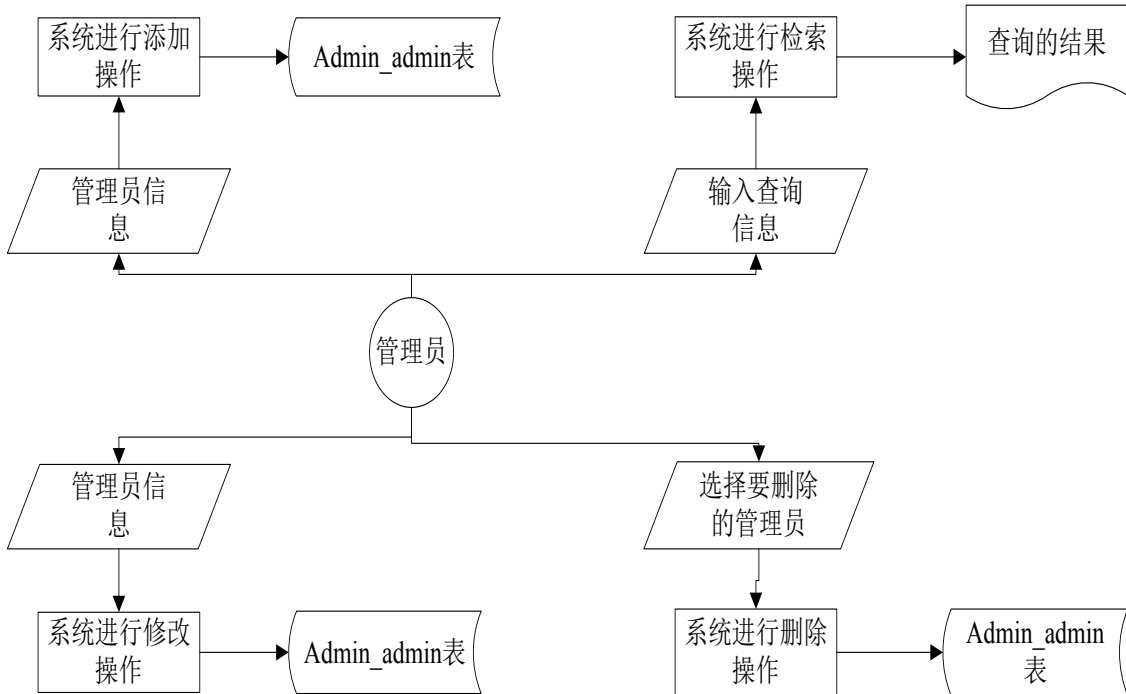 系统进行添加
操作
Admin_admin表
系统进行检索
操作
查询的结果
管理员信
息
输入查询
信息
管理员
管理员信
息
选择要删除
的管理员
系统进行修改
操作
Admin_admin表
系统进行删除
操作
Admin_admin
表